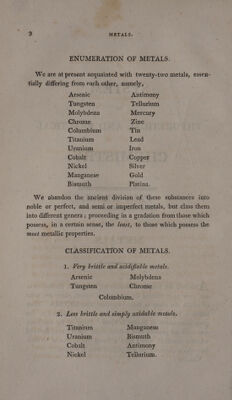 2 METALS.
ENUMERATION OF METALS.
We are at present acquainted with twenty-two metals, essen-
tially differing from each other, namely,
Arsenic Antimony
Tungsten Tellurium
Molybdena Mercury
Chrome Zinc
Columbium Tin
Titanium Lead
Uranium Iron
Cobalt Copper
Nickel Silver
Manganese Gold
Bismuth Platina.
We abandon the ancient division of these substances into
noble or perfect, and semi or imperfect metals, but class them
into different genera; proceeding in a gradation from those which
possess, in a certain sense, the least, to those which possess the
most metallic properties.
CLASSIFICATION OF METALS.
1. Very brittle and acidifiable metals.
Arsenic Molybdena
Tungsten Chrome
Columbium.
2. Less brittle and simply oxidable metals.
Titanium Manganese
Uranium Bismuth
Cobalt Antimony
Nickel Tellurium.